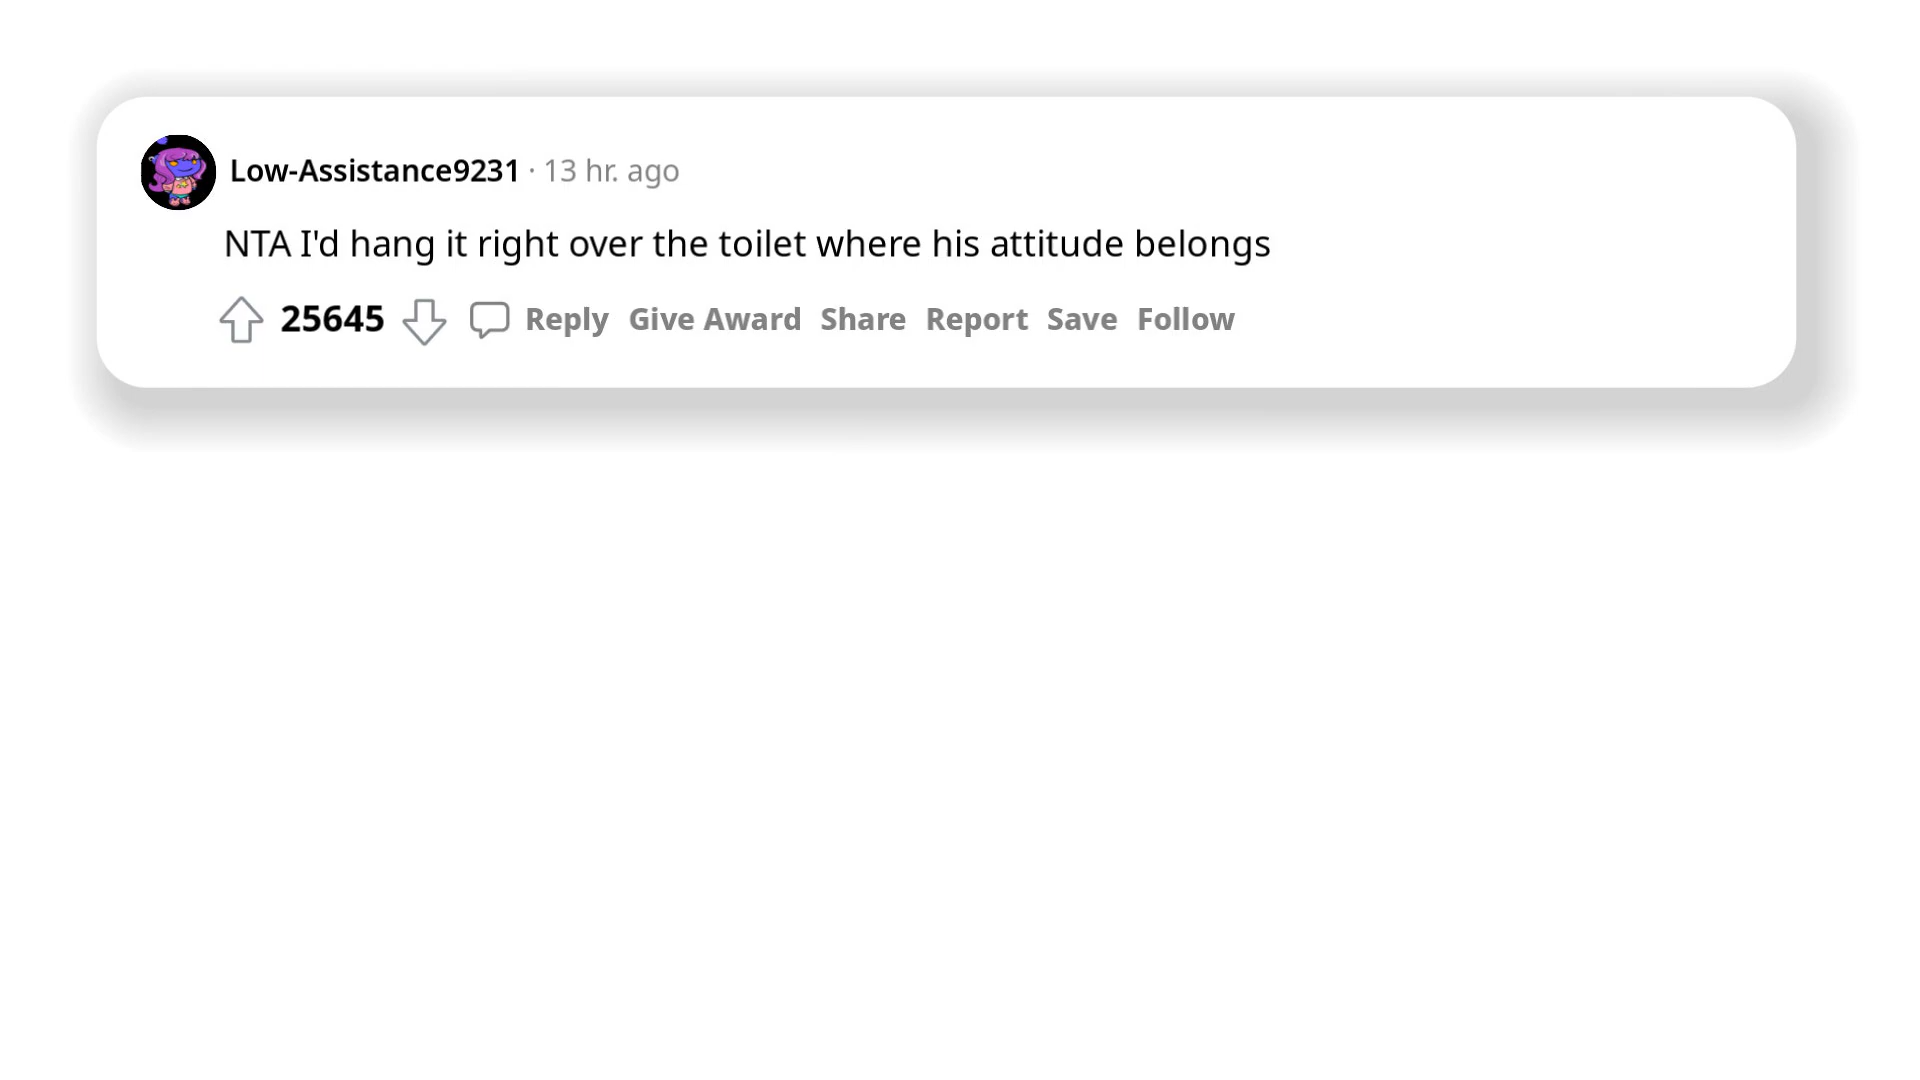 Low-Assistance9231 · 13 hr. ago
NTA I'd hang it right over the toilet where his attitude belongs
25645 Reply Give Award Share Report Save Follow